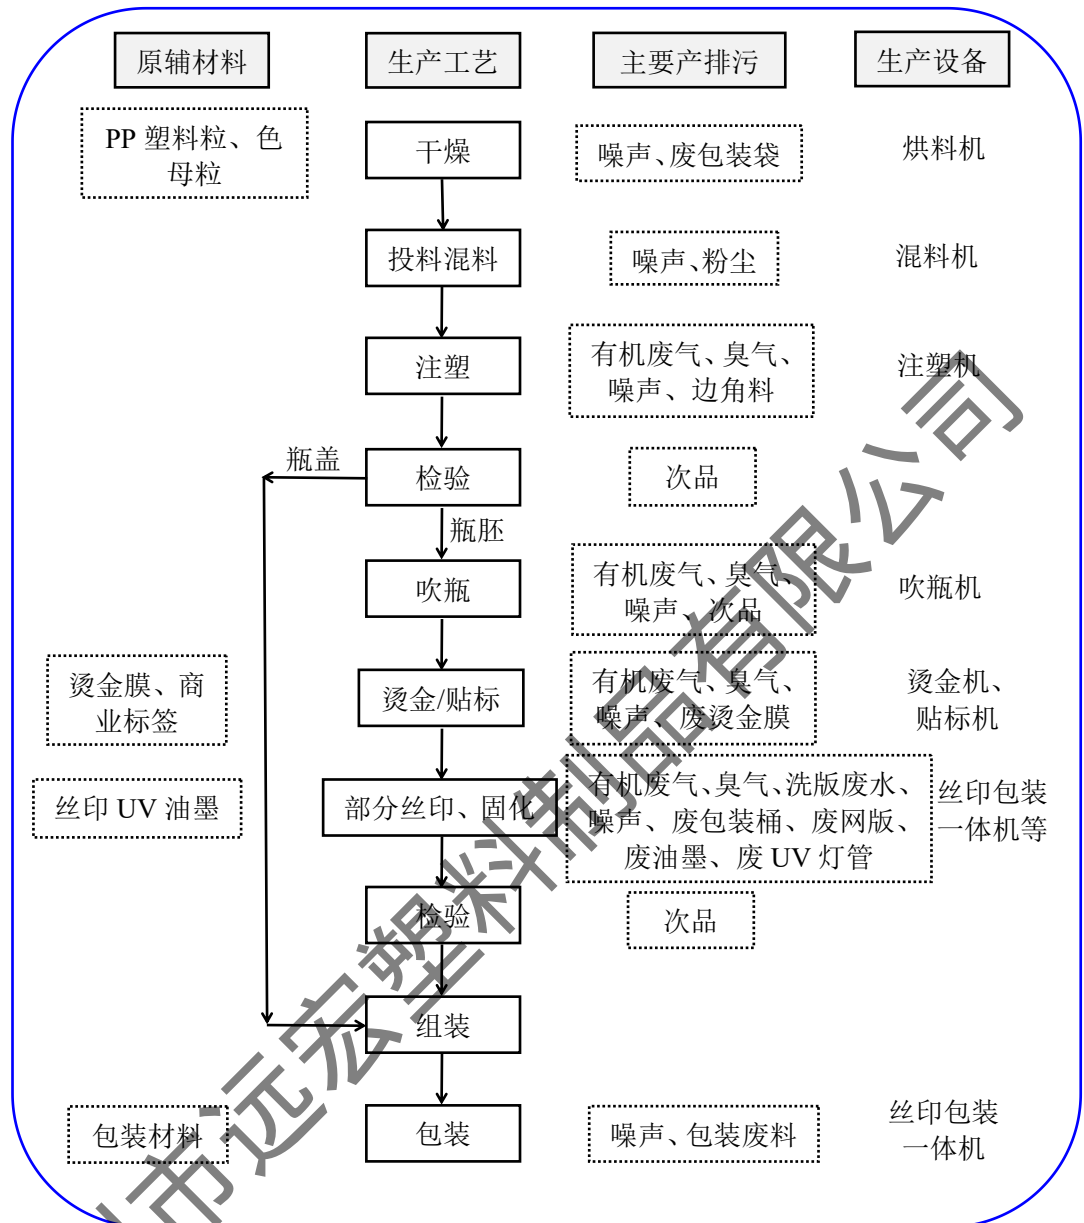 原辅材料
生产工艺
主要产排污
生产设备
PP 塑料粒、色
母粒
干燥
噪声、废包装袋
烘料机
投料混料
噪声、粉尘
混料机
注塑
有机废气、臭气、
噪声、边角料
注塑机
瓶盖
检验
次品
瓶胚
吹瓶
有机废气、臭气、
噪声、次品
吹瓶机
烫金膜、商
业标签
烫金/贴标
有机废气、臭气、
噪声、废烫金膜
烫金机、
贴标机
丝印 UV 油墨
部分丝印、固化
有机废气、臭气、洗版废水、
噪声、废包装桶、废网版、
废油墨、废 UV 灯管
丝印包装
一体机等
检验
次品
组装
包装材料
包装
噪声、包装废料
丝印包装
一体机
市远宏塑料制品有限公司